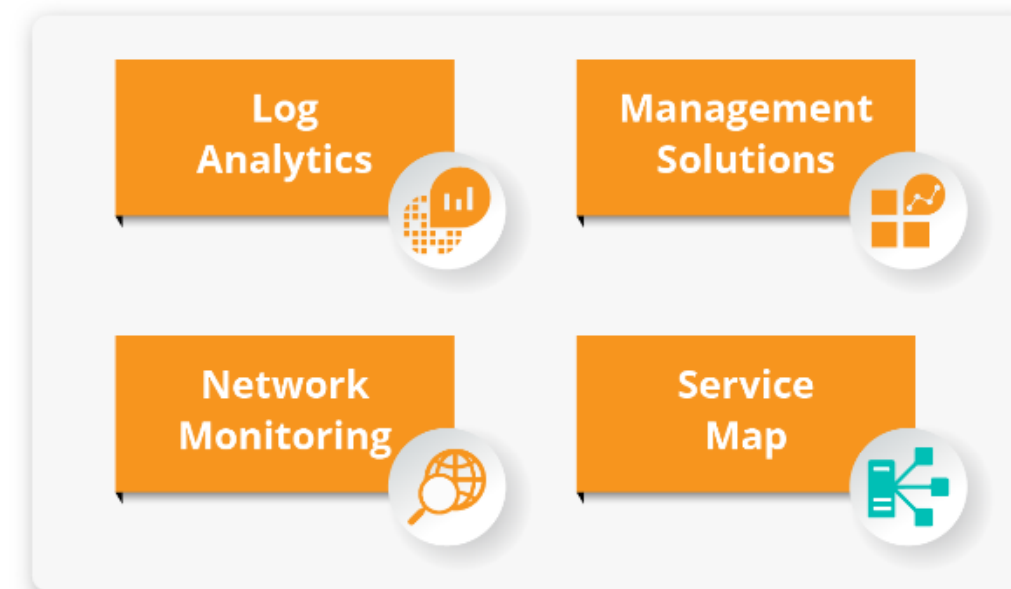 Log
Analytics
Management
Solutions
Network
Monitoring
Service
Map